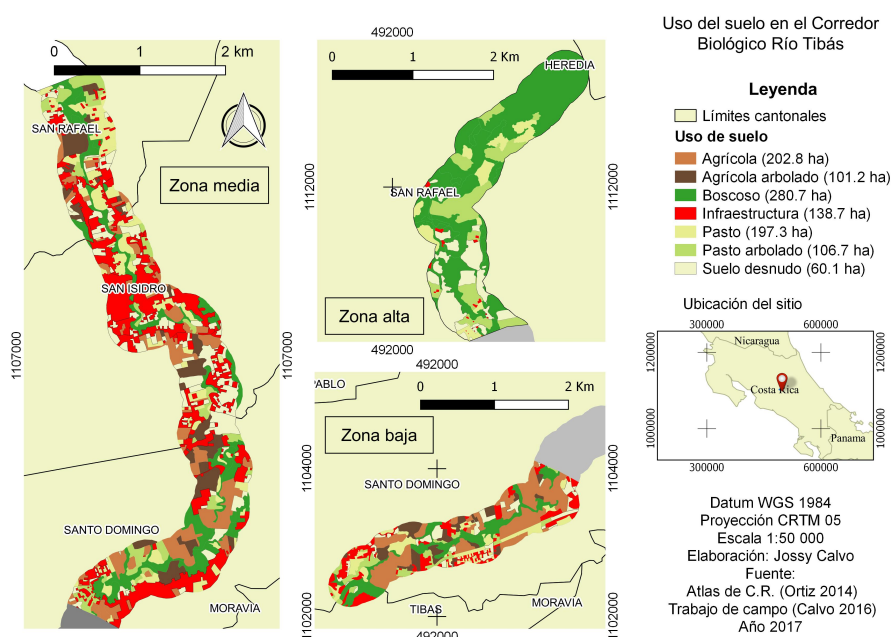 Uso del suelo en el Corredor
Biológico Río Tibás
0 1 2 km
SAN RAFAEL
Zona media
SAN ISIDRO
SANTO DOMINGO
MORAVIA
1107000
1107000
492000
0 1 2 Km
HEREDIA
SAN RAFAEL
Zona alta
1112000
1112000
492000
492000
PABLO
0 1 2 Km
Zona baja
SANTO DOMINGO
TIBAS
MORAVIA
1104000
1102000
1104000
1102000
492000
Leyenda
Límites cantonales
Uso de suelo
Agrícola (202.8 ha)
Agrícola arbolado (101.2 ha)
Boscoso (280.7 ha)
Infraestructura (138.7 ha)
Pasto (197.3 ha)
Pasto arbolado (106.7 ha)
Suelo desnudo (60.1 ha)
Ubicación del sitio
300000 600000
Nicaragua
Costa Rica
Panama
1200000
1000000
1200000
1000000
300000 600000
Datum WGS 1984
Proyección CRTM 05
Escala 1:50 000
Elaboración: Jossy Calvo
Fuente:
Atlas de C.R. (Ortiz 2014)
Trabajo de campo (Calvo 2016)
Año 2017